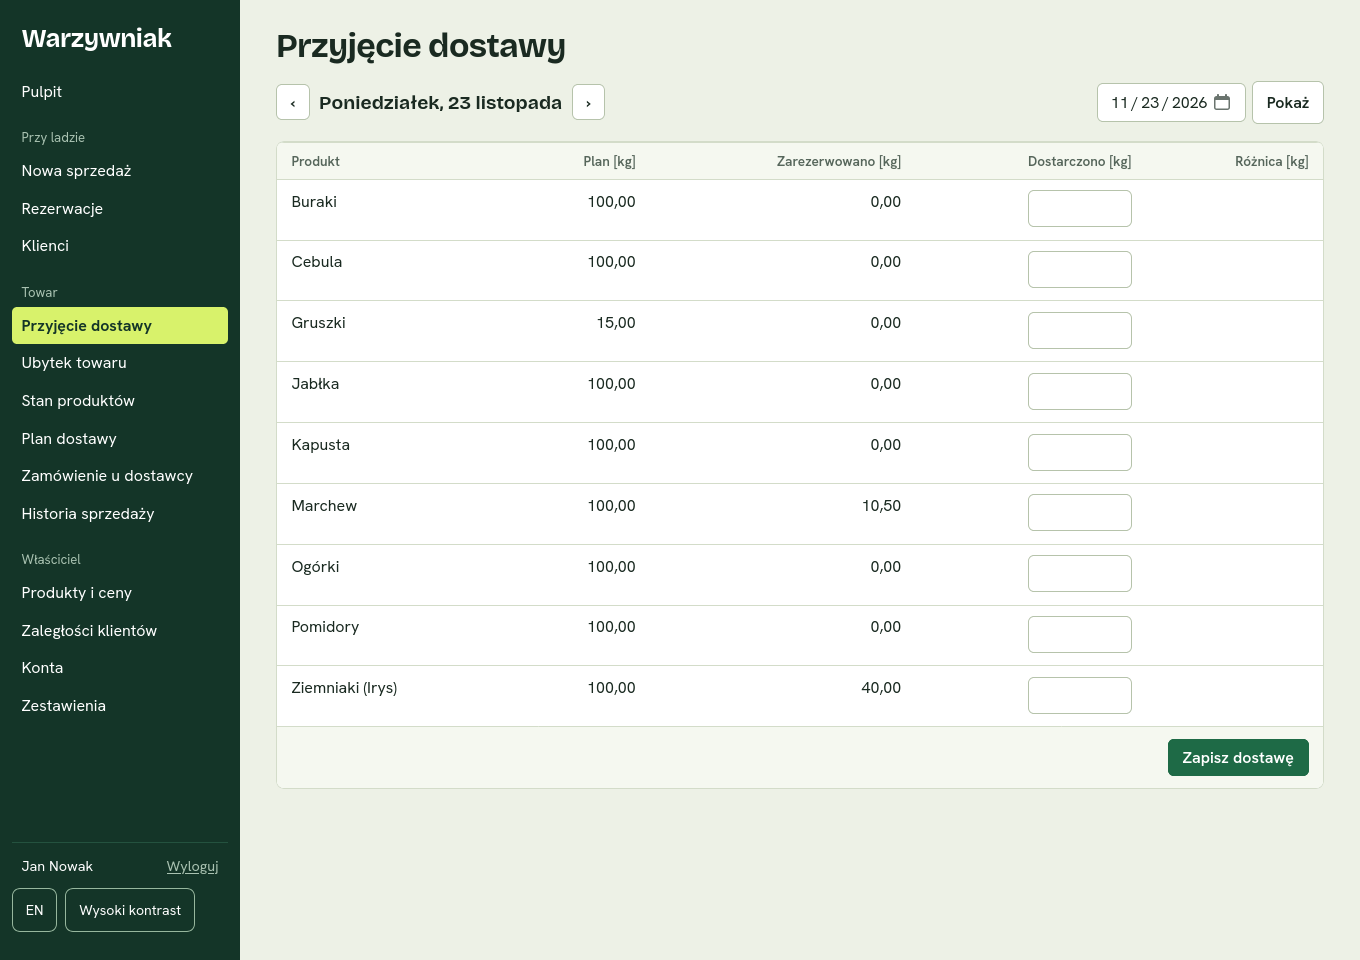 Warzywniak
Pulpit
Przy ladzie
Nowa sprzedaż
Rezerwacje
Klienci
Towar
Przyjęcie dostawy
Ubytek towaru
Stan produktów
Plan dostawy
Zamówienie u dostawcy
Historia sprzedaży
Właściciel
Produkty i ceny
Zaległości klientów
Konta
Zestawienia
Jan Nowak Wyloguj
EN Wysoki kontrast
Przyjęcie dostawy
‹ Poniedziałek, 23 listopada › 11/23/2026 Pokaż
Produkt Plan [kg] Zarezerwowano [kg] Dostarczono [kg] Różnica [kg]
Buraki 100,00 0,00
Cebula 100,00 0,00
Gruszki 15,00 0,00
Jabłka 100,00 0,00
Kapusta 100,00 0,00
Marchew 100,00 10,50
Ogórki 100,00 0,00
Pomidory 100,00 0,00
Ziemniaki (Irys) 100,00 40,00
Zapisz dostawę